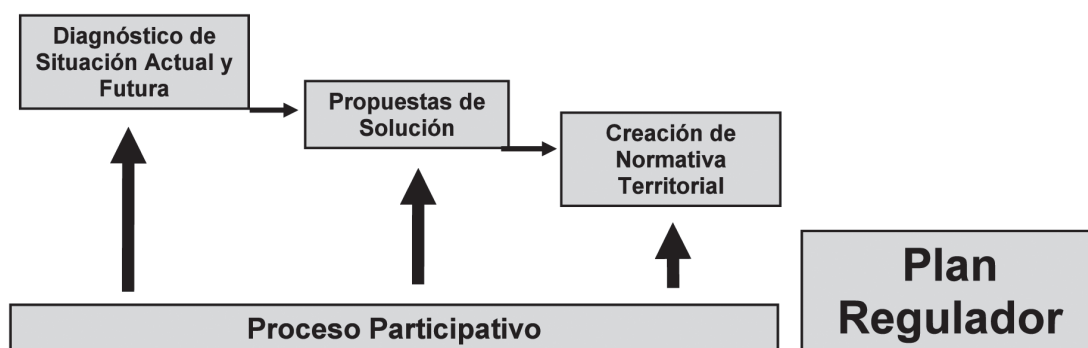 Diagnóstico de
Situación Actual y
Futura
Propuestas de
Solución
Creación de
Normativa
Territorial
Proceso Participativo
Plan
Regulador